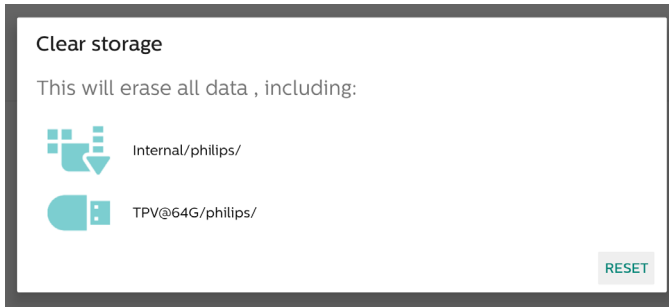 Clear storage
This will erase all data , including:
Internal/philips/
TPV@64G/philips/
RESET